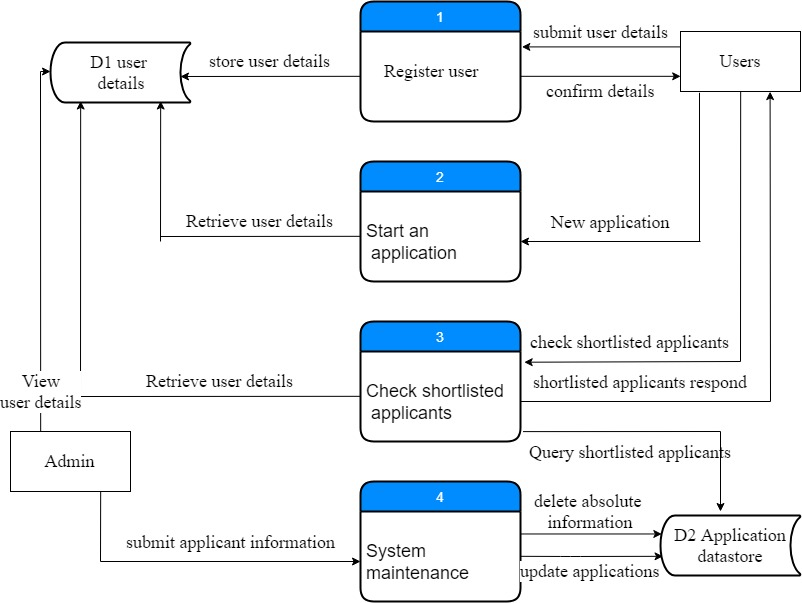 1
submit user details
D1 user
details
store user details
Register user
Users
confirm details
2
Retrieve user details
Start an
application
New application
3
check shortlisted applicants
View
user details
Retrieve user details
Check shortlisted
applicants
shortlisted applicants respond
Admin
Query shortlisted applicants
4
delete absolute
information
submit applicant information
System
maintenance
D2 Application
datastore
update applications